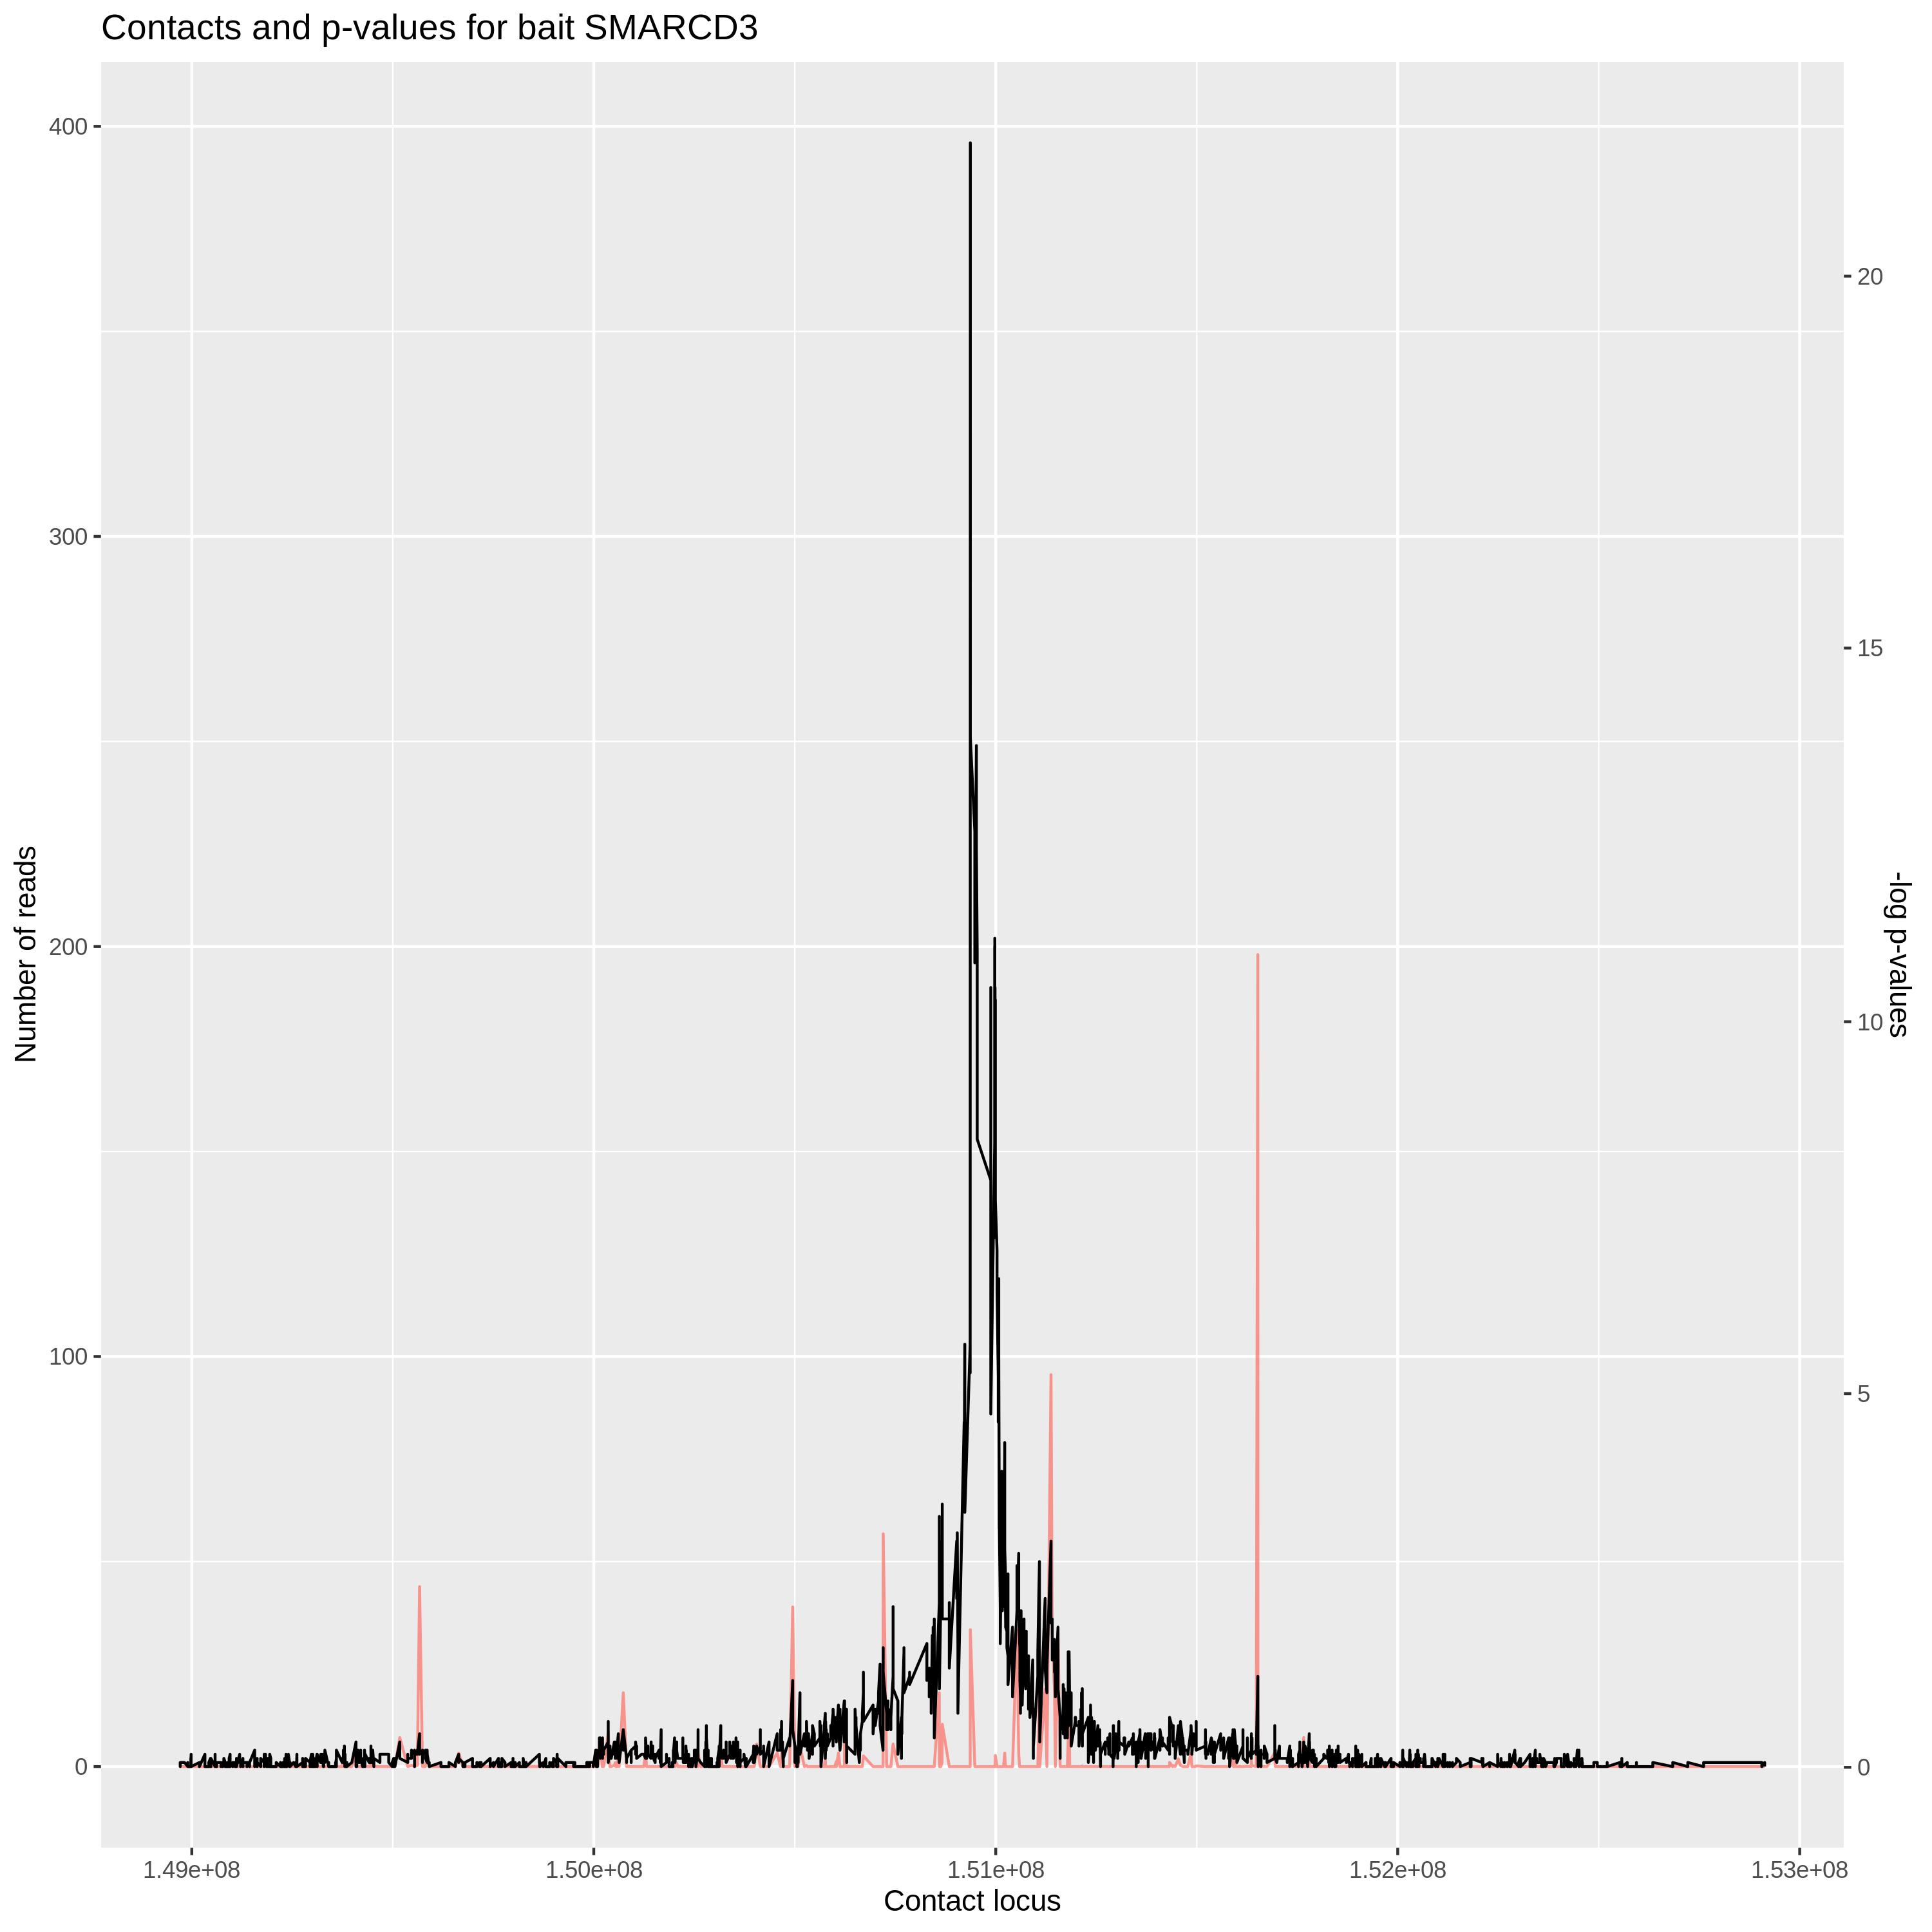 Contacts and p-values for bait SMARCD3
400
300
200
100
0
Number of reads
20
15
10
5
0
-log p-values
1.49e+08
1.50e+08
1.51e+08
1.52e+08
1.53e+08
Contact locus